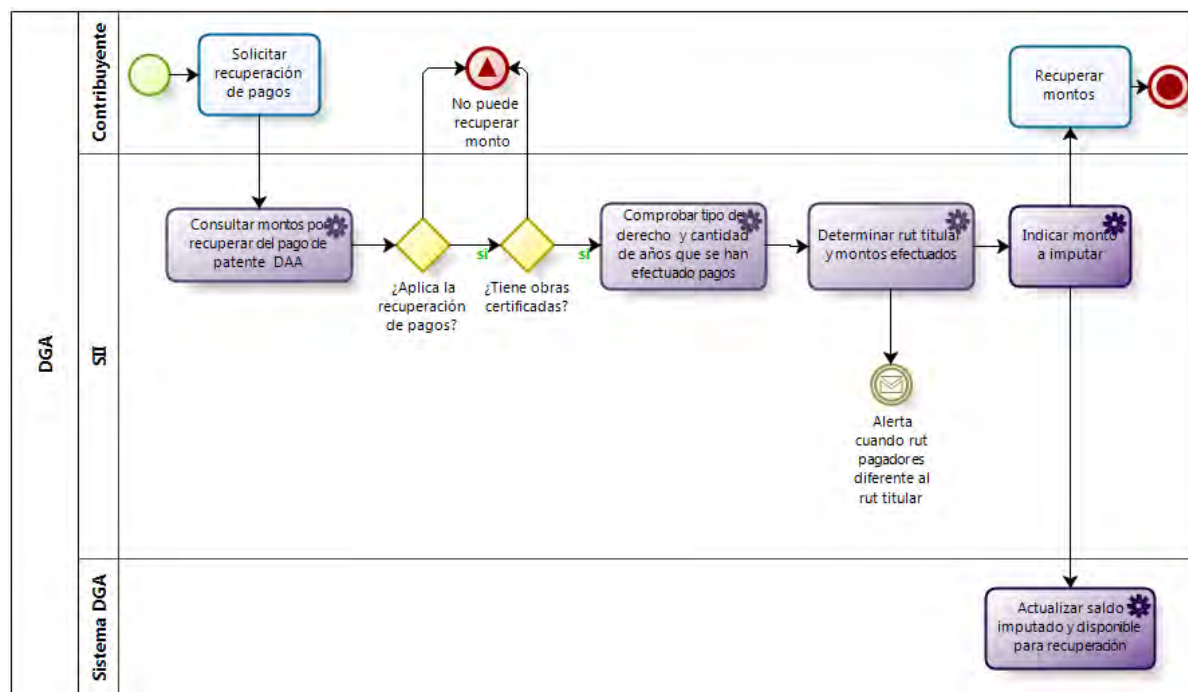 DGA
Contribuyente
Solicitar
recuperación
de pagos
No puede
recuperar
monto
Recuperar
montos
SII
Consultar montos por
recuperar del pago de
patente DAA
¿Aplica la
recuperación
de pagos?
si
¿Tiene obras
certificadas?
si
Comprobar tipo de
derecho y cantidad
de años que se han
efectuado pagos
Determinar rut titular
y montos efectuados
Indicar monto
a imputar
Alerta
cuando rut
pagadores
diferente al
rut titular
Sistema DGA
Actualizar saldo
imputado y disponible
para recuperación